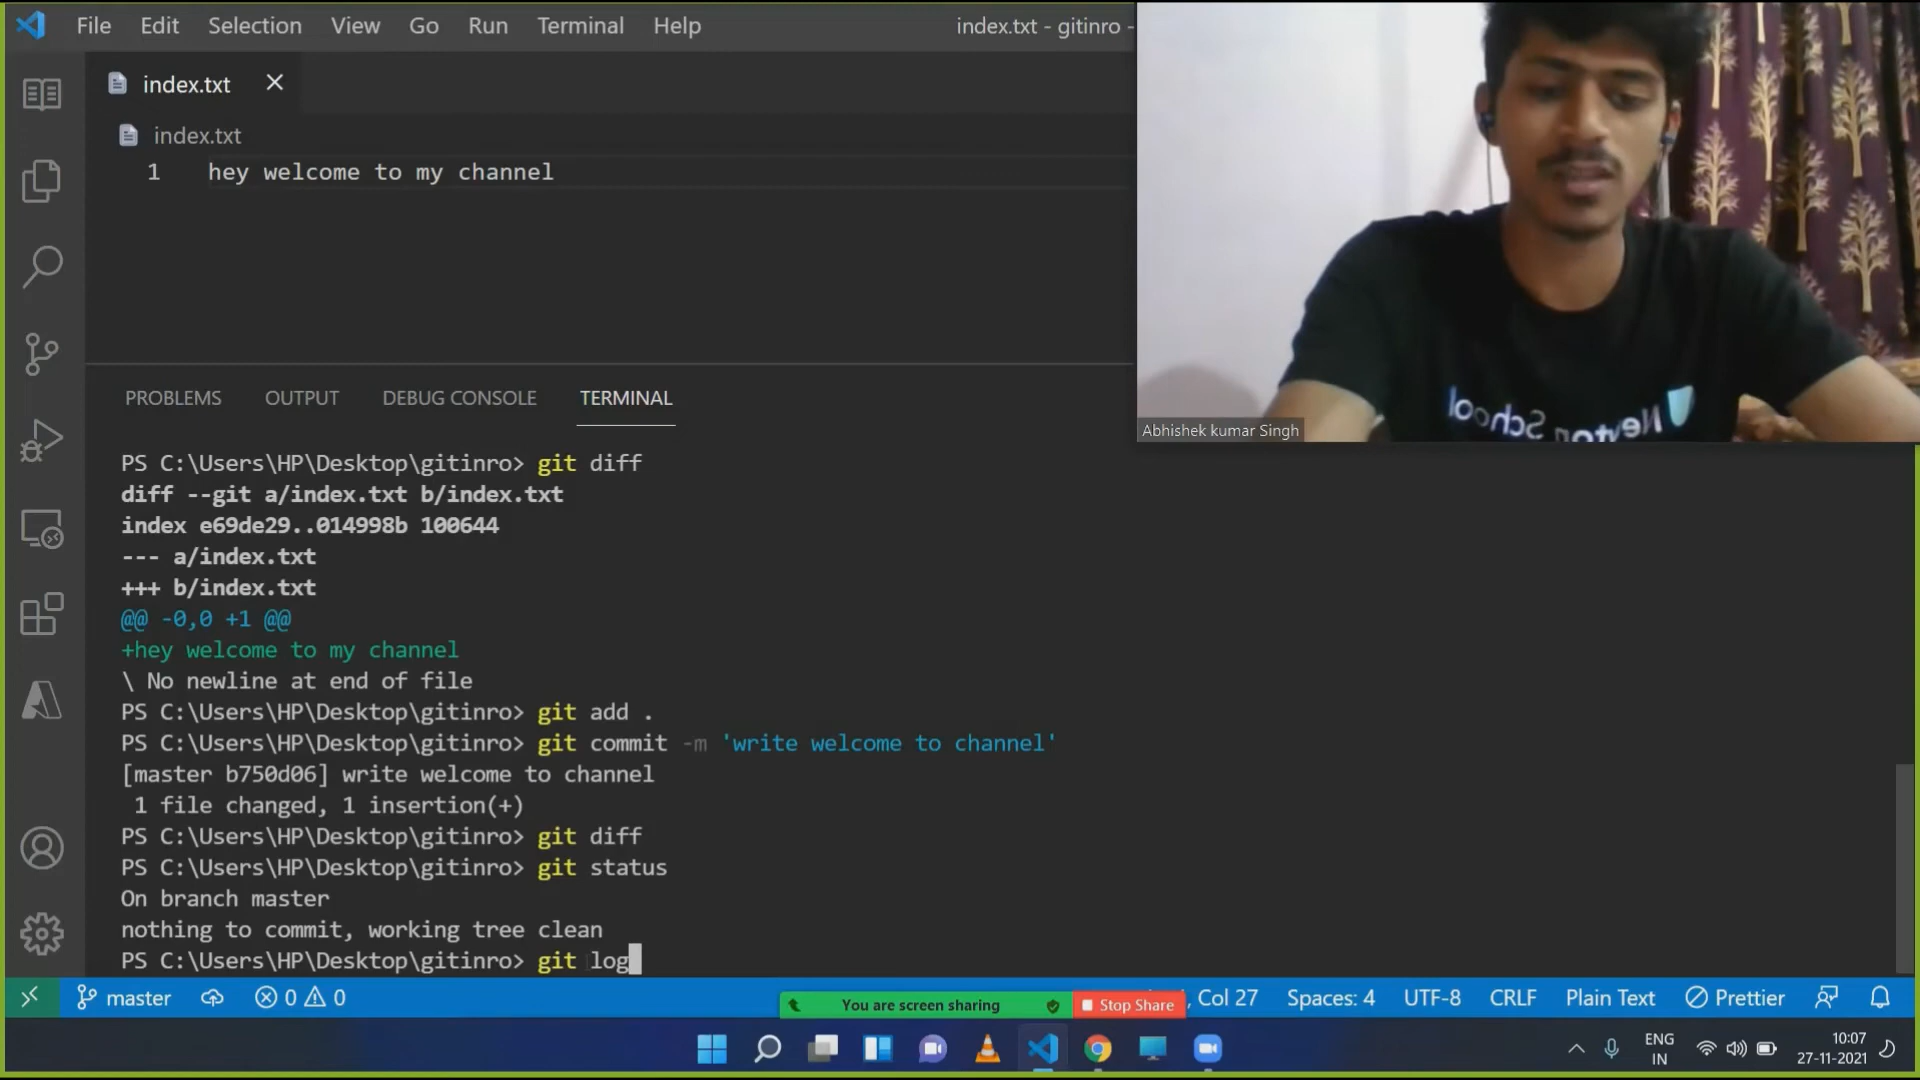 File Edit Selection View Go Run Terminal Help
index.txt - gitinro -
index.txt
index.txt
1 hey welcome to my channel
Newton School
Abhishek kumar Singh
PROBLEMS OUTPUT DEBUG CONSOLE TERMINAL
PS C:\Users\HP\Desktop\gitinro> git diff
diff --git a/index.txt b/index.txt
index e69de29..014998b 100644
--- a/index.txt
+++ b/index.txt
@@ -0,0 +1 @@
+hey welcome to my channel
\ No newline at end of file
PS C:\Users\HP\Desktop\gitinro> git add .
PS C:\Users\HP\Desktop\gitinro> git commit -m 'write welcome to channel'
[master b750d06] write welcome to channel
 1 file changed, 1 insertion(+)
PS C:\Users\HP\Desktop\gitinro> git diff
PS C:\Users\HP\Desktop\gitinro> git status
On branch master
nothing to commit, working tree clean
PS C:\Users\HP\Desktop\gitinro> git log
master 0 0 Col 27 Spaces: 4 UTF-8 CRLF Plain Text Prettier
You are screen sharing Stop Share
ENG
IN
10:07
27-11-2021